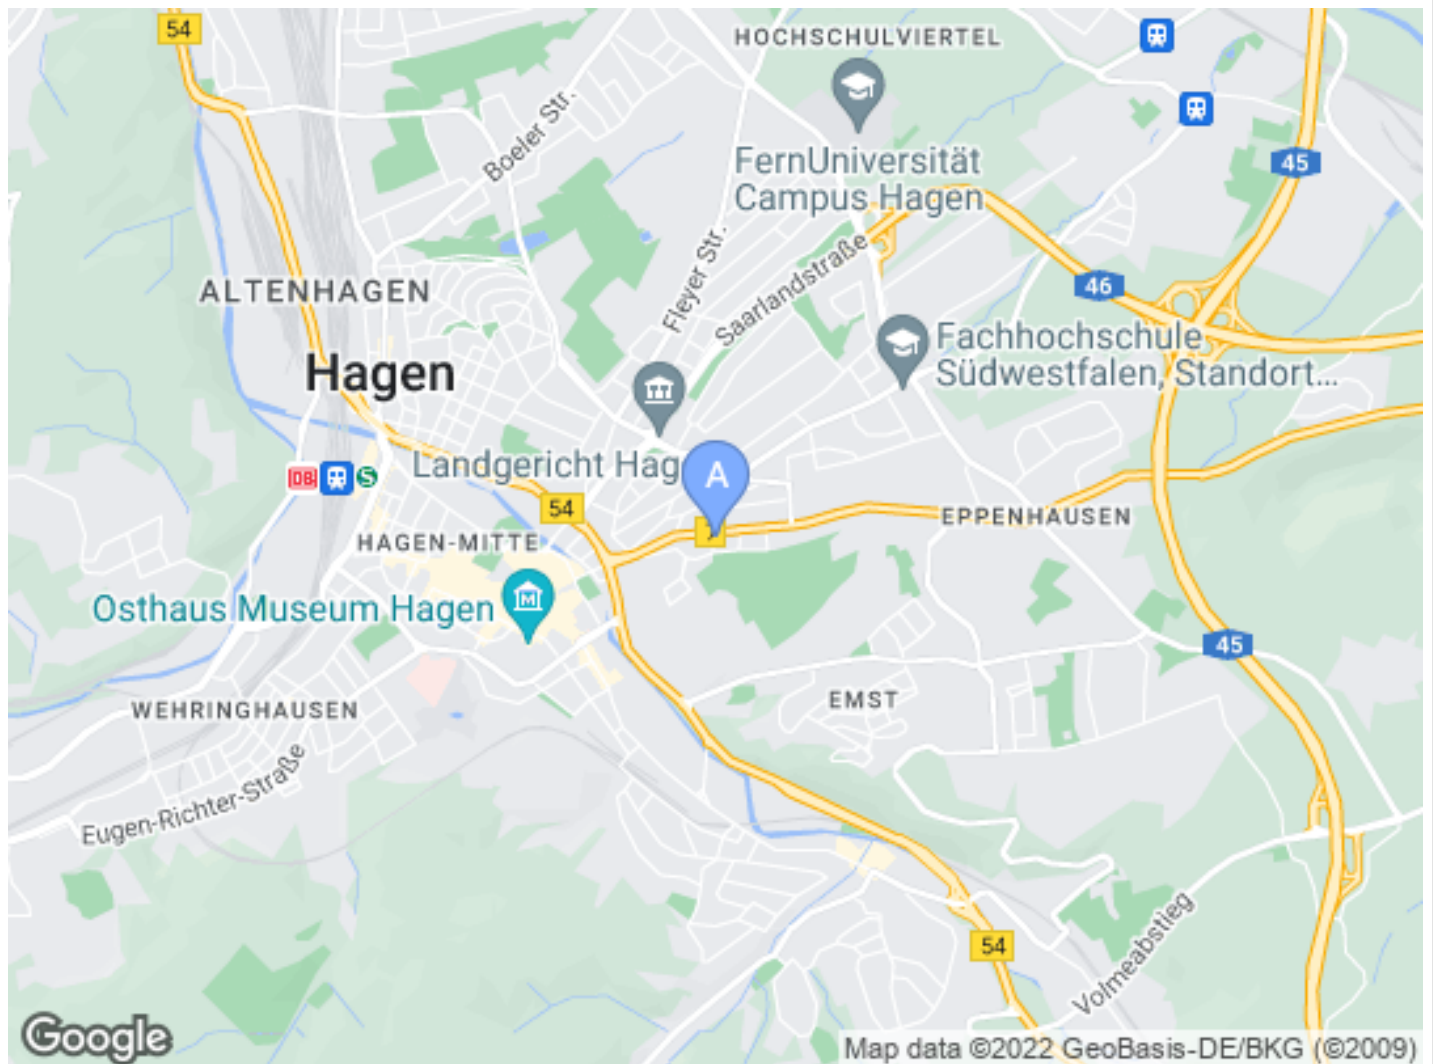 54
HOCHSCHULVIERTEL
Boeler Str.
FernUniversität
Campus Hagen
45
Fleyer Str.
Saarlandstraße
46
ALTENHAGEN
Hagen
Fachhochschule
Südwestfalen, Standort...
Landgericht Hag
A
DB
S
54
EPPENHAUSEN
HAGEN-MITTE
Osthaus Museum Hagen
M
45
WEHRINGHAUSEN
EMST
Eugen-Richter-Straße
54
Volmeabstieg
Google
Map data ©2022 GeoBasis-DE/BKG (©2009)